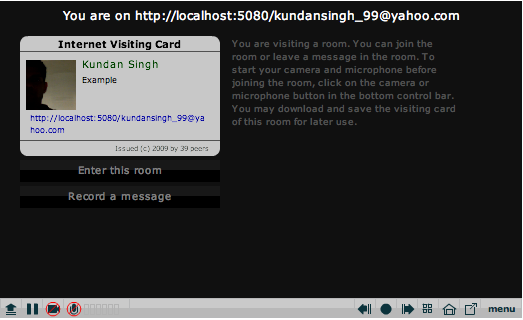 You are on http://localhost:5080/kundansingh_99@yahoo.com
Internet Visiting Card
Kundan Singh
Example
http://localhost:5080/kundansingh_99@ya
hoo.com
Issued (c) 2009 by 39 peers
Enter this room
Record a message
You are visiting a room. You can join the
room or leave a message in the room. To
start your camera and microphone before
joining the room, click on the camera or
microphone button in the bottom control bar.
You may download and save the visiting card
of this room for later use.
menu